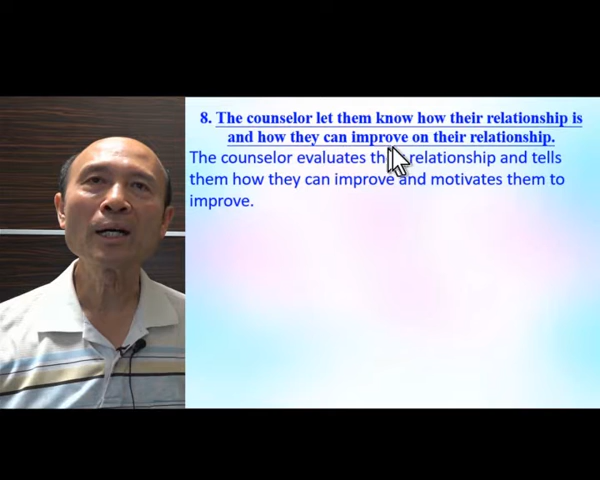 8. The counselor let them know how their relationship is
and how they can improve on their relationship.
The counselor evaluates th relationship and tells
them how they can improve and motivates them to
improve.